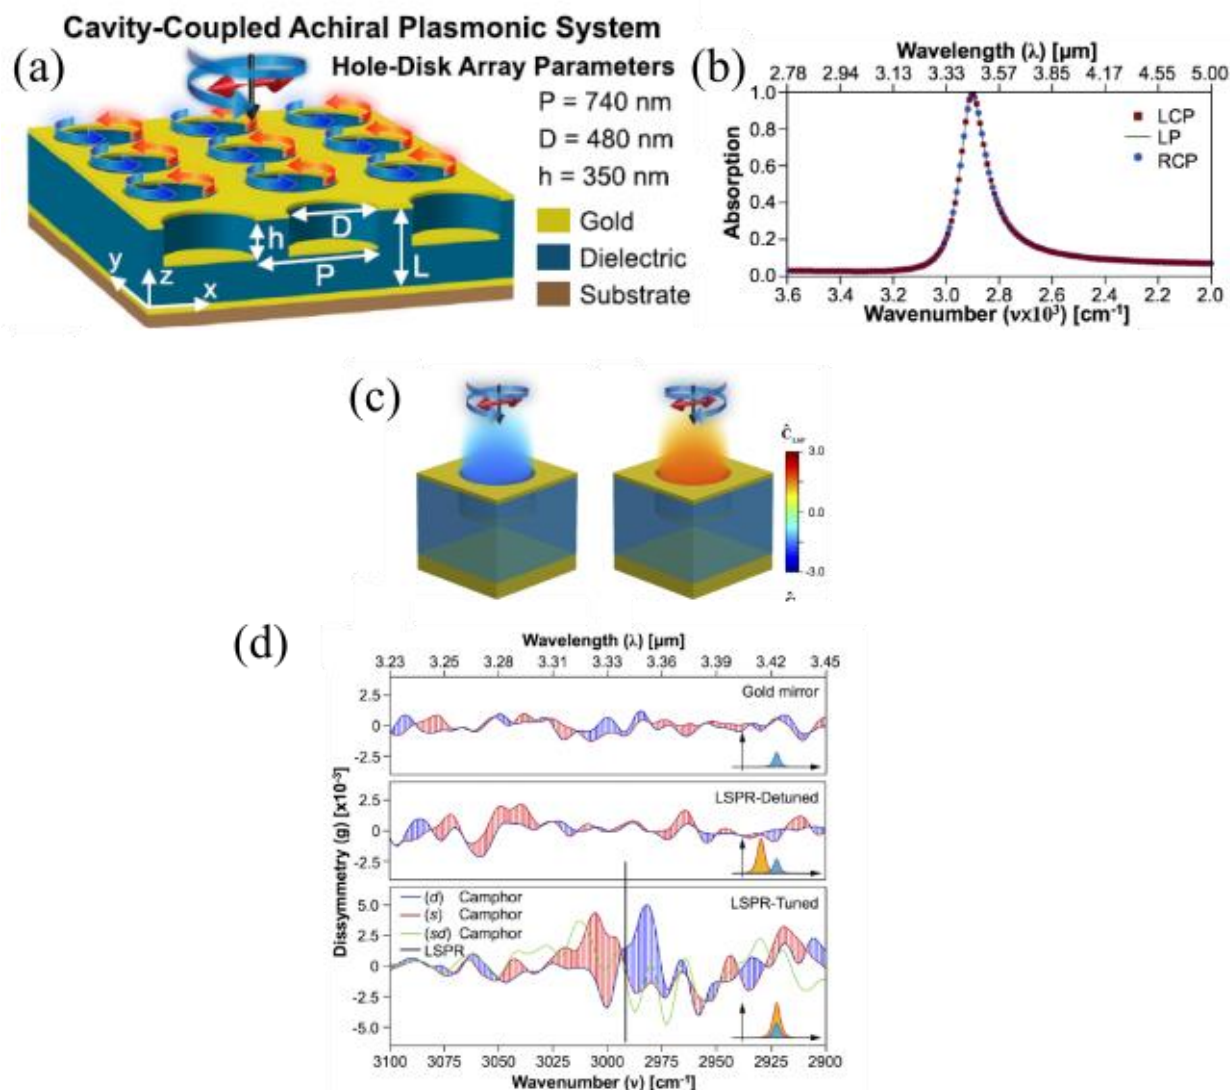 Cavity-Coupled Achiral Plasmonic System
(a)
Hole-Disk Array Parameters
P = 740 nm
D = 480 nm
h = 350 nm
Gold
Dielectric
Substrate
D
h
P
L
y
z
x
(b)
Wavelength (λ) [μm]
2.78 2.94 3.13 3.33 3.57 3.85 4.17 4.55 5.00
1.0
0.8
0.6
0.4
0.2
0.0
Absorption
LCP
LP
RCP
3.6 3.2 3.0 2.8 2.6 2.4 2.2 2.0
Wavenumber (νx10³) [cm⁻¹]
(c)
3.0
0.0
-3.0
(d)
Wavelength (λ) [μm]
3.23 3.25 3.28 3.31 3.33 3.36 3.39 3.42 3.45
Gold mirror
2.5
0
-2.5
LSPR-Detuned
2.5
0
-2.5
Dissymmetry (g) [x10⁻³]
(d) Camphor
(s) Camphor
(sd) Camphor
LSPR
LSPR-Tuned
5.0
2.5
0
-2.5
-5.0
3100 3075 3050 3025 3000 2975 2950 2925 2900
Wavenumber (ν) [cm⁻¹]